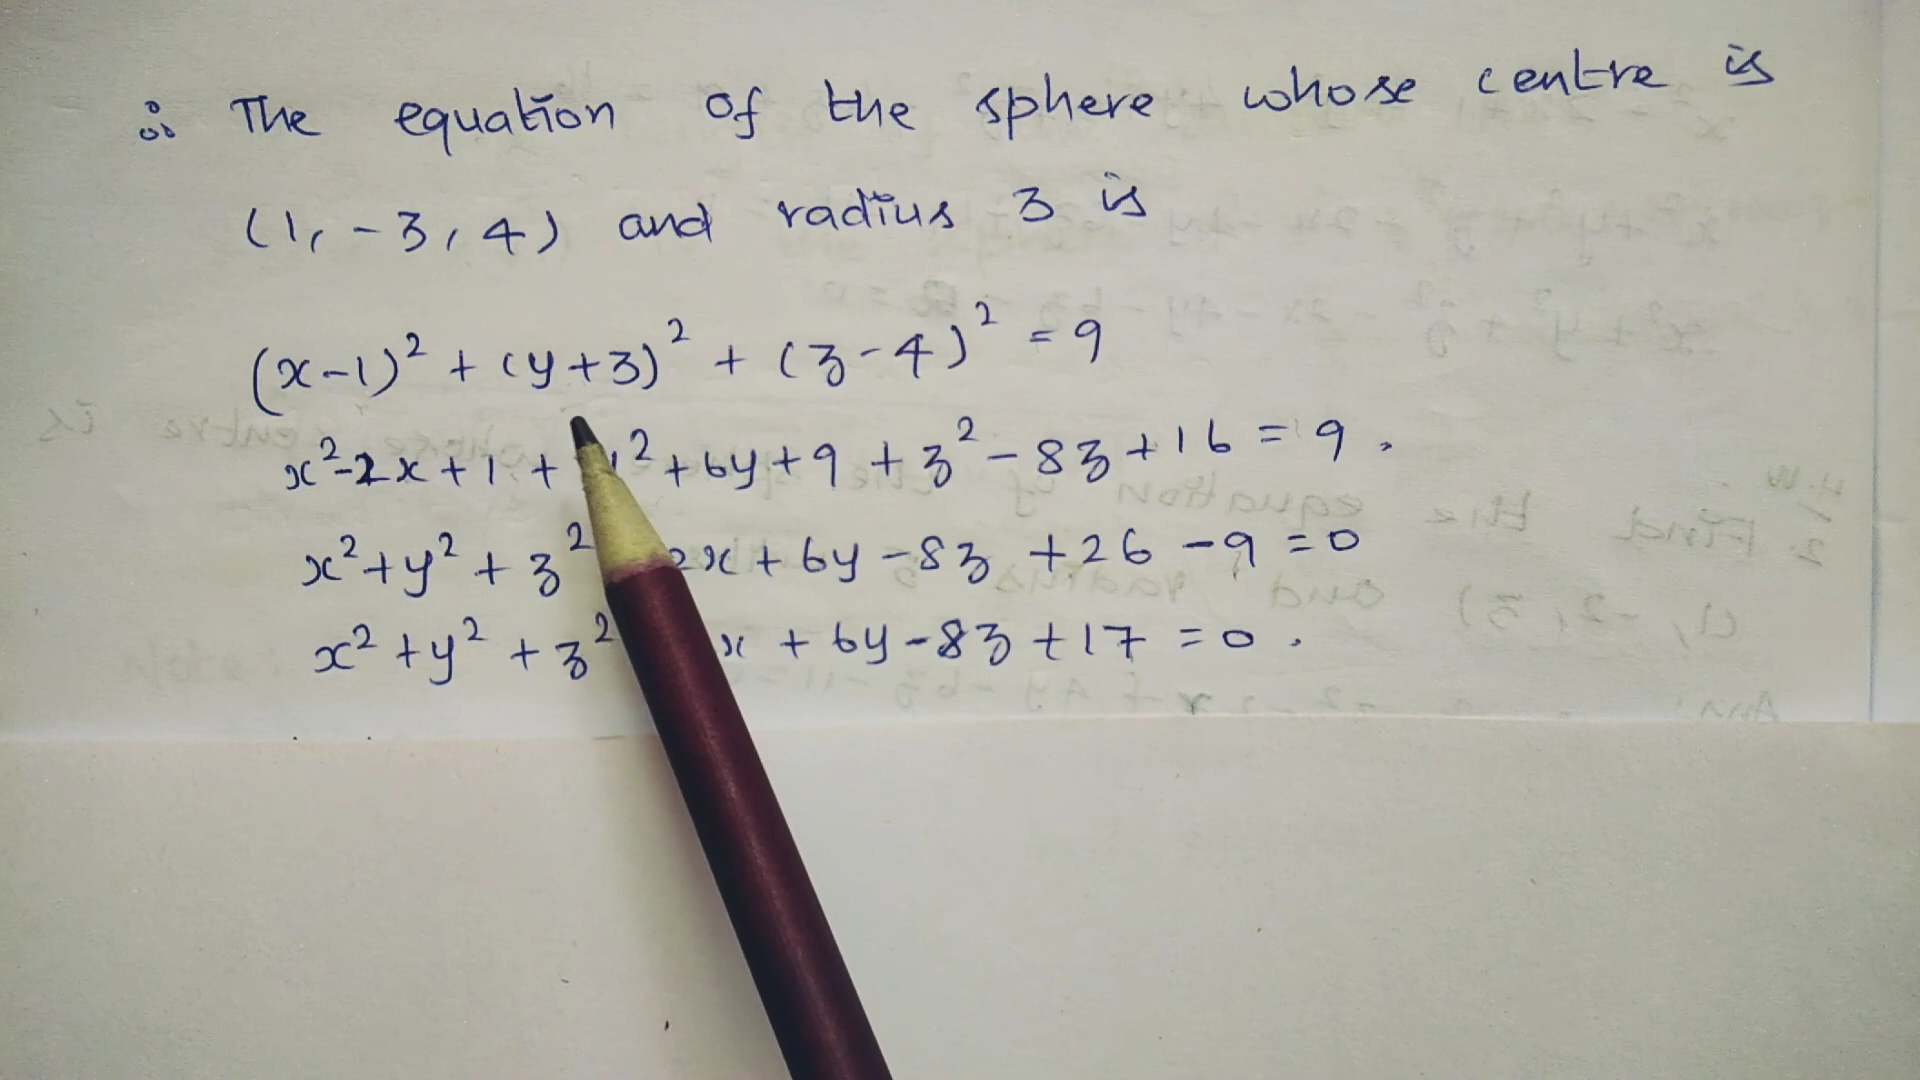 ∴ The equation of the sphere whose centre is
(1, -3, 4) and radius 3 is
(x-1)² + (y+3)² + (z-4)² = 9
x²-2x+1+ ² +6y+9+z²-8z+16=9.
x²+y²+z² 2x+6y-8z+26-9=0
x²+y²+z² x+6y-8z+17=0.